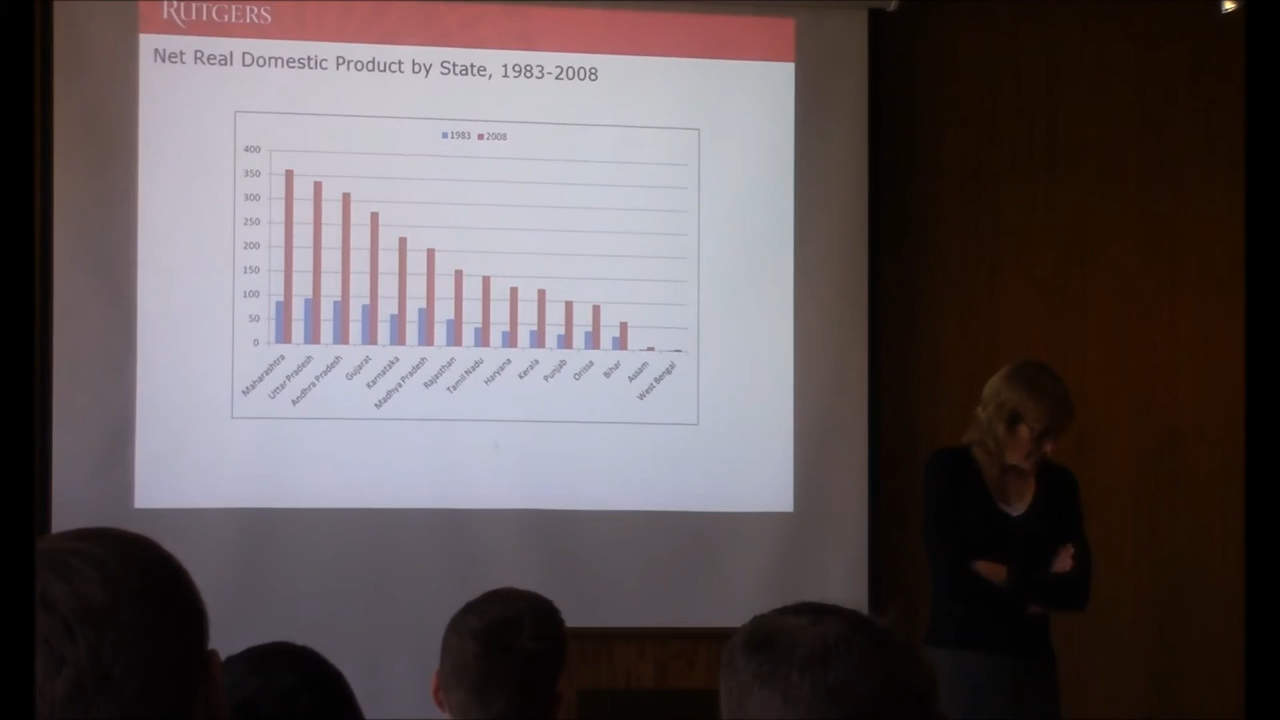 RUTGERS
Net Real Domestic Product by State, 1983-2008
1983 2008
400
350
300
250
200
150
100
50
0
Maharashtra
Uttar Pradesh
Andhra Pradesh
Gujarat
Karnataka
Madhya Pradesh
Rajasthan
Tamil Nadu
Haryana
Kerala
Punjab
Orissa
Bihar
Assam
West Bengal